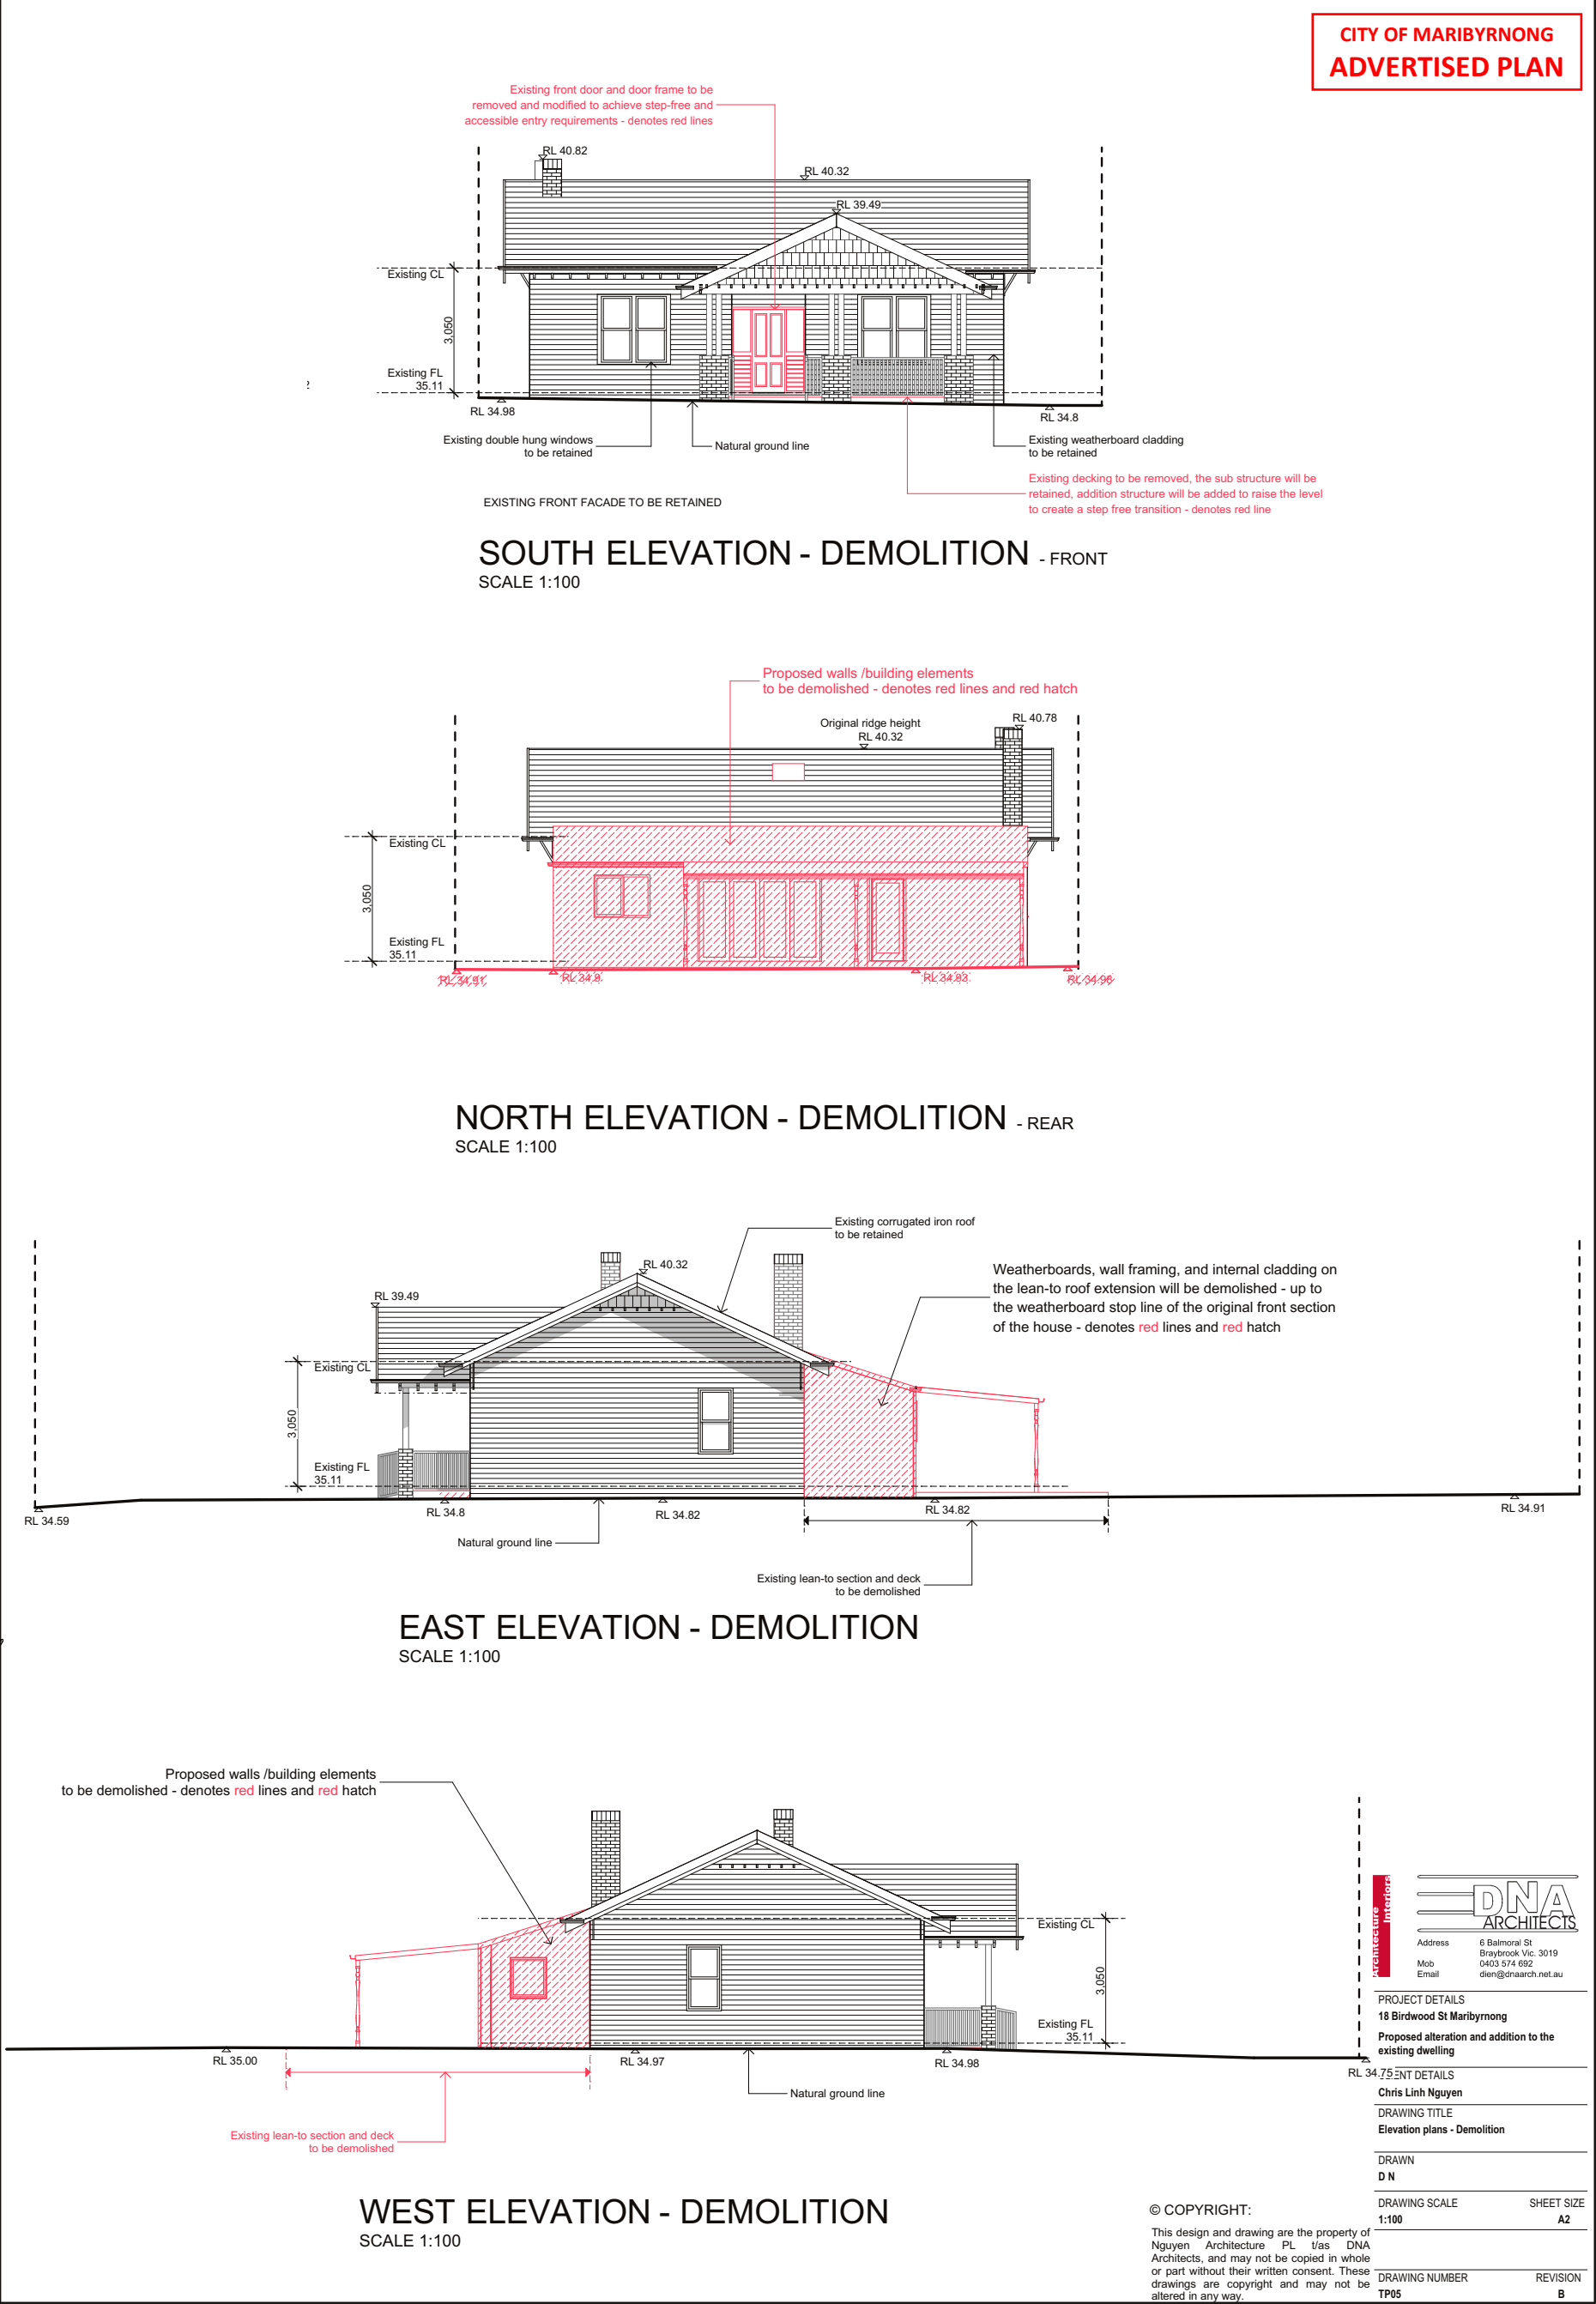 CITY OF MARIBYRNONG
ADVERTISED PLAN
Existing front door and door frame to be
removed and modified to achieve step-free and
accessible entry requirements - denotes red lines
RL 40.82
RL 40.32
RL 39.49
Existing CL
3,050
Existing FL
35.11
RL 34.98
RL 34.8
Existing double hung windows
to be retained
Natural ground line
Existing weatherboard cladding
to be retained
Existing decking to be removed, the sub structure will be
retained, addition structure will be added to raise the level
to create a step free transition - denotes red line
EXISTING FRONT FACADE TO BE RETAINED
SOUTH ELEVATION - DEMOLITION - FRONT
SCALE 1:100
Proposed walls /building elements
to be demolished - denotes red lines and red hatch
Original ridge height
RL 40.32
RL 40.78
Existing CL
3,050
Existing FL
35.11
RL 34.91
RL 34.9
RL 34.93
RL 34.96
NORTH ELEVATION - DEMOLITION - REAR
SCALE 1:100
Existing corrugated iron roof
to be retained
RL 40.32
RL 39.49
Weatherboards, wall framing, and internal cladding on
the lean-to roof extension will be demolished - up to
the weatherboard stop line of the original front section
of the house - denotes red lines and red hatch
Existing CL
3,050
Existing FL
35.11
RL 34.59
RL 34.8
RL 34.82
RL 34.82
RL 34.91
Natural ground line
Existing lean-to section and deck
to be demolished
EAST ELEVATION - DEMOLITION
SCALE 1:100
Proposed walls /building elements
to be demolished - denotes red lines and red hatch
Existing CL
3,050
Existing FL
35.11
RL 35.00
RL 34.97
RL 34.98
RL 34.75
Natural ground line
Existing lean-to section and deck
to be demolished
WEST ELEVATION - DEMOLITION
SCALE 1:100
Architecture
Interiors
DNA
ARCHITECTS
Address 6 Balmoral St
Braybrook Vic. 3019
Mob 0403 574 692
Email dien@dnaarch.net.au
PROJECT DETAILS
18 Birdwood St Maribyrnong
Proposed alteration and addition to the
existing dwelling
ENT DETAILS
Chris Linh Nguyen
DRAWING TITLE
Elevation plans - Demolition
DRAWN
D N
DRAWING SCALE SHEET SIZE
1:100 A2
DRAWING NUMBER REVISION
TP05 B
© COPYRIGHT:
This design and drawing are the property of
Nguyen Architecture PL t/as DNA
Architects, and may not be copied in whole
or part without their written consent. These
drawings are copyright and may not be
altered in any way.